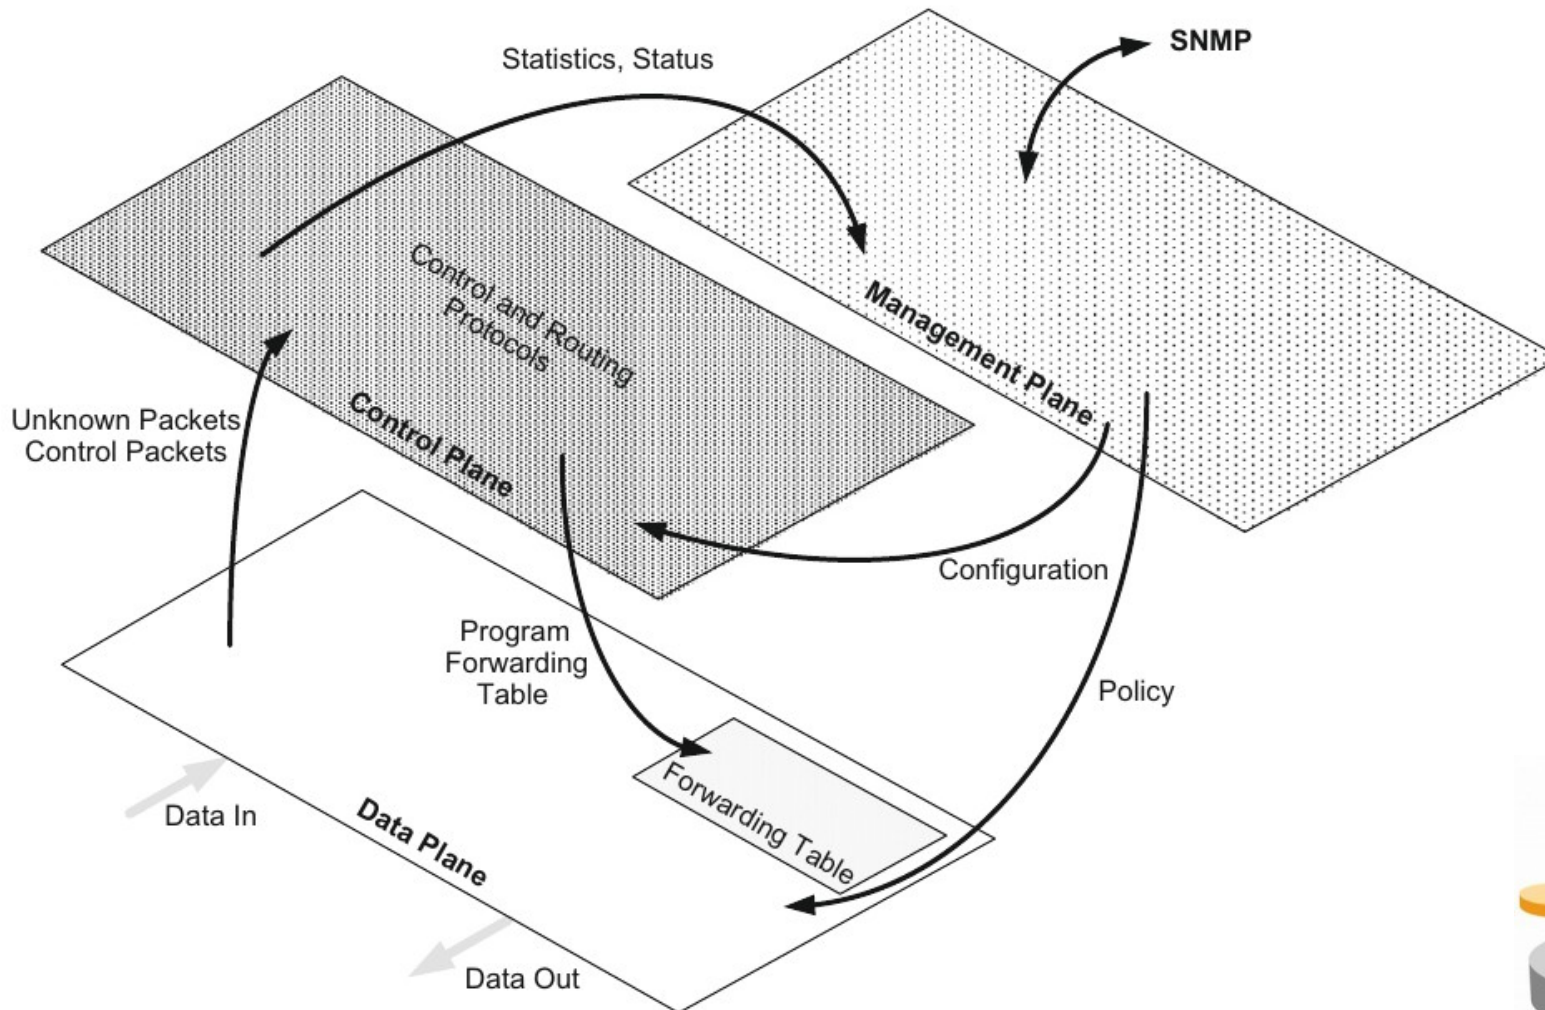 Statistics, Status
SNMP
Control and Routing
Protocols
Control Plane
Management Plane
Unknown Packets
Control Packets
Configuration
Program
Forwarding
Table
Policy
Forwarding Table
Data In
Data Plane
Data Out